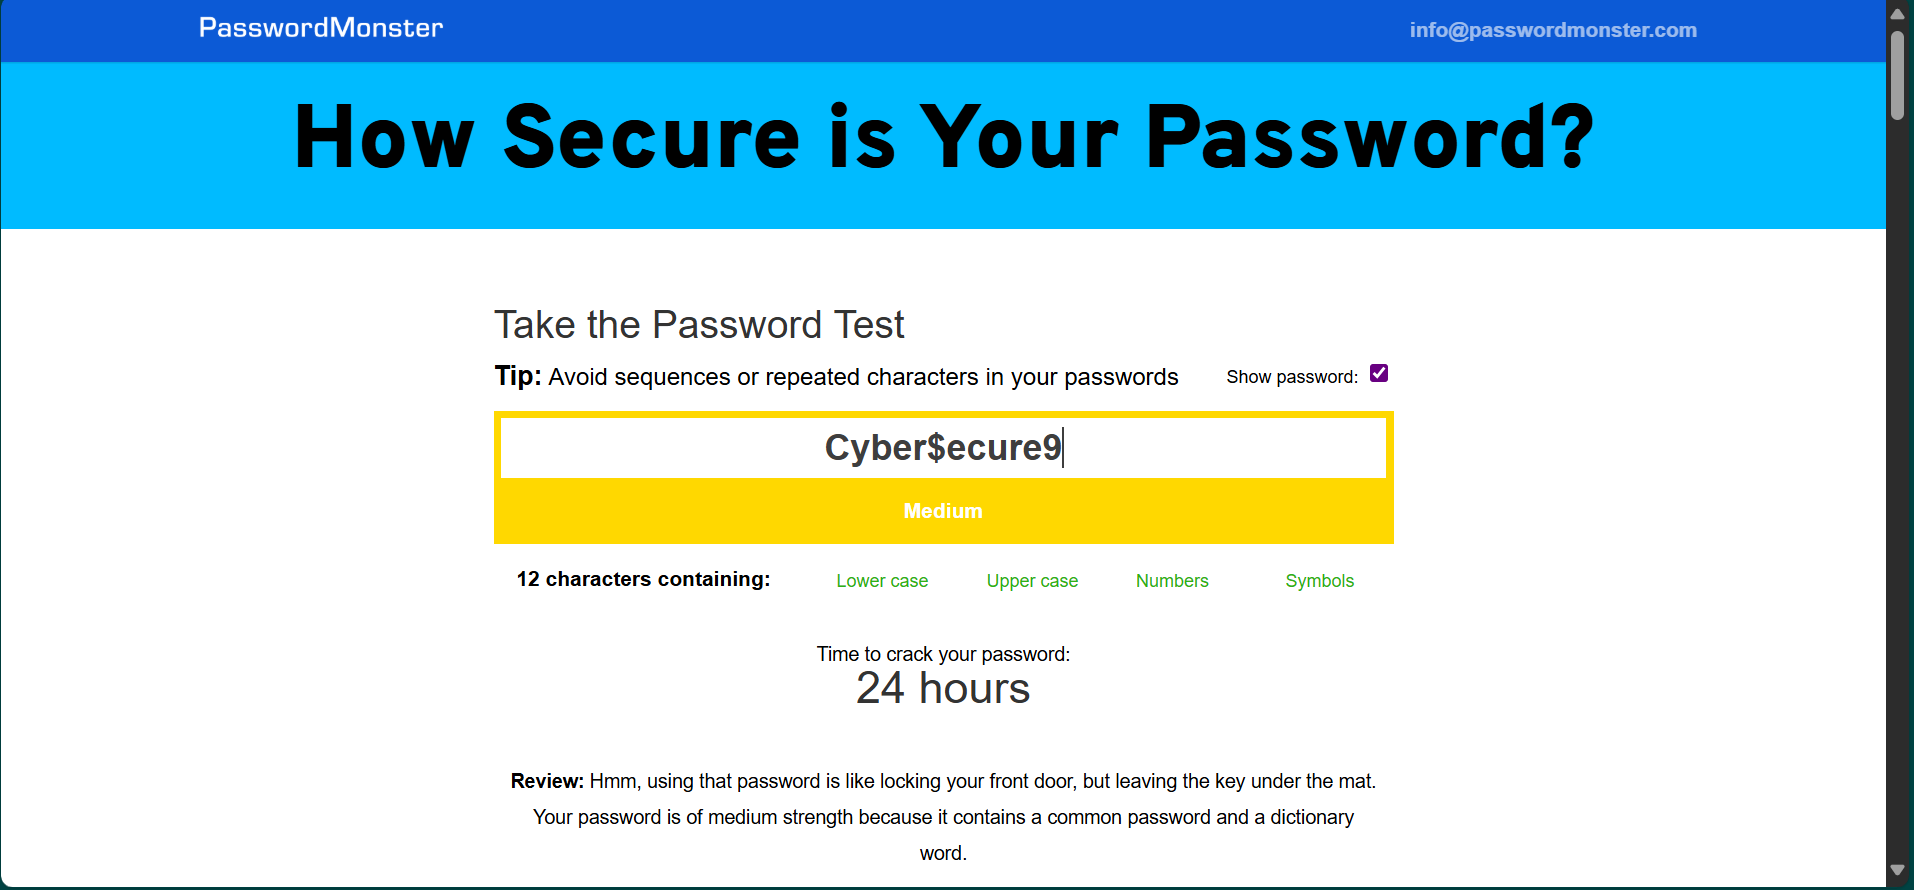 PasswordMonster
info@passwordmonster.com
How Secure is Your Password?
Take the Password Test
Tip: Avoid sequences or repeated characters in your passwords
Show password:
Cyber$ecure9
Medium
12 characters containing:
Lower case
Upper case
Numbers
Symbols
Time to crack your password:
24 hours
Review: Hmm, using that password is like locking your front door, but leaving the key under the mat.
Your password is of medium strength because it contains a common password and a dictionary
word.